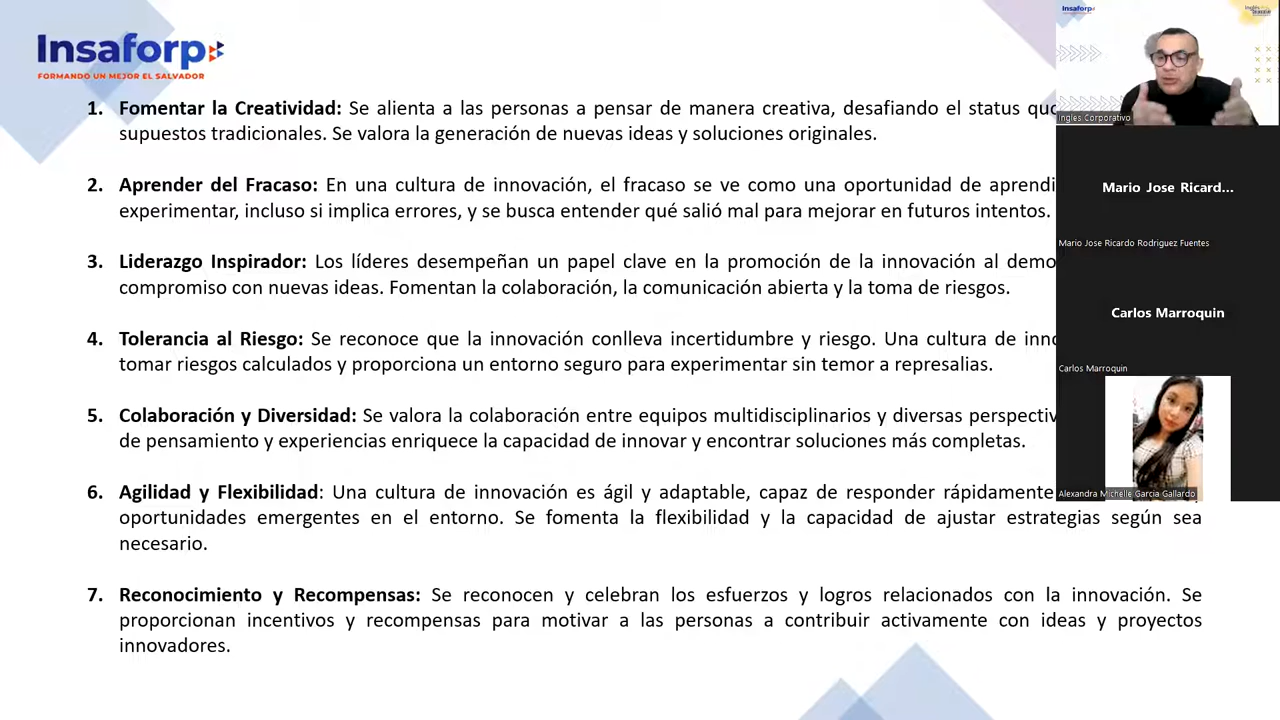 Insaforp
FORMANDO UN MEJOR EL SALVADOR
1. Fomentar la Creatividad: Se alienta a las personas a pensar de manera creativa, desafiando el status quo
supuestos tradicionales. Se valora la generación de nuevas ideas y soluciones originales.
2. Aprender del Fracaso: En una cultura de innovación, el fracaso se ve como una oportunidad de aprendi
experimentar, incluso si implica errores, y se busca entender qué salió mal para mejorar en futuros intentos.
3. Liderazgo Inspirador: Los líderes desempeñan un papel clave en la promoción de la innovación al demo
compromiso con nuevas ideas. Fomentan la colaboración, la comunicación abierta y la toma de riesgos.
4. Tolerancia al Riesgo: Se reconoce que la innovación conlleva incertidumbre y riesgo. Una cultura de inno
tomar riesgos calculados y proporciona un entorno seguro para experimentar sin temor a represalias.
5. Colaboración y Diversidad: Se valora la colaboración entre equipos multidisciplinarios y diversas perspectiv
de pensamiento y experiencias enriquece la capacidad de innovar y encontrar soluciones más completas.
6. Agilidad y Flexibilidad: Una cultura de innovación es ágil y adaptable, capaz de responder rápidamente
oportunidades emergentes en el entorno. Se fomenta la flexibilidad y la capacidad de ajustar estrategias según sea
necesario.
7. Reconocimiento y Recompensas: Se reconocen y celebran los esfuerzos y logros relacionados con la innovación. Se
proporcionan incentivos y recompensas para motivar a las personas a contribuir activamente con ideas y proyectos
innovadores.
Insaforp
Ingles Corporativo
Mario Jose Ricard...
Mario Jose Ricardo Rodriguez Fuentes
Carlos Marroquin
Carlos Marroquin
Alexandra Michelle Garcia Gallardo